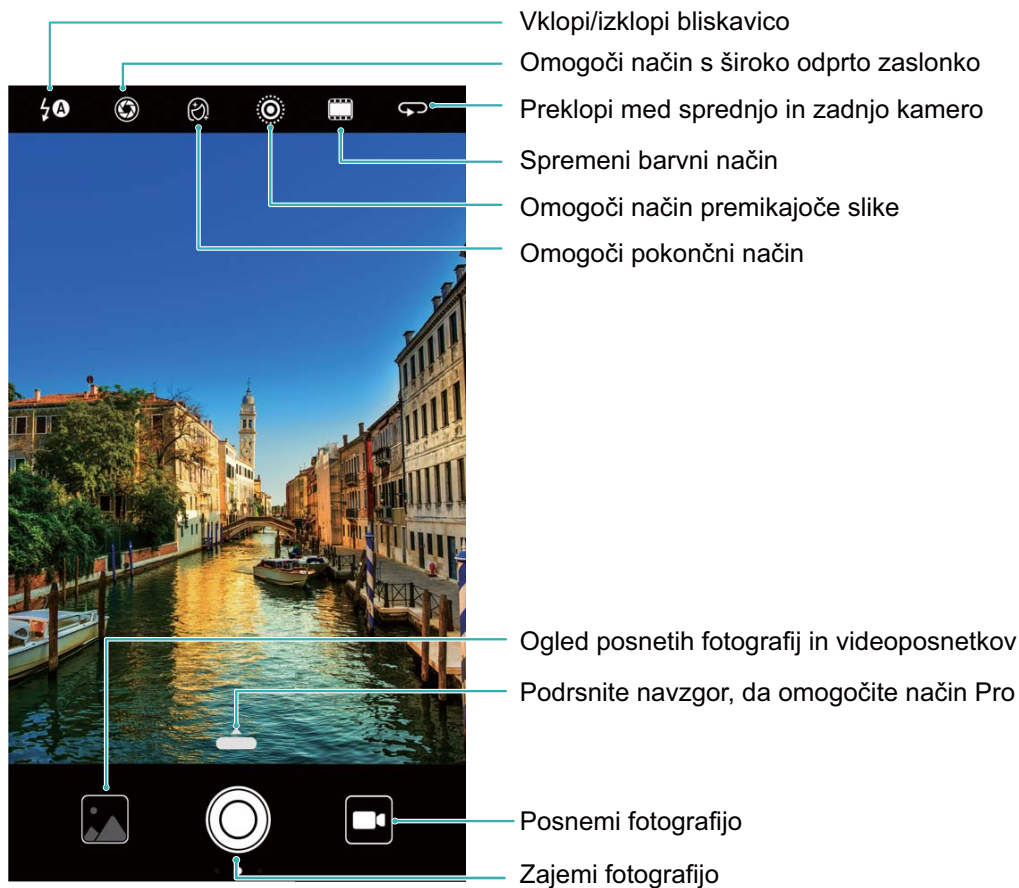 Vklopi/izklopi bliskavico
Omogoči način s široko odprto zaslonko
Preklopi med sprednjo in zadnjo kamero
Spremeni barvni način
Omogoči način premikajoče slike
Omogoči pokončni način
Ogled posnetih fotografij in videoposnetkov
Podrsnite navzgor, da omogočite način Pro
Posnemi fotografijo
Zajemi fotografijo